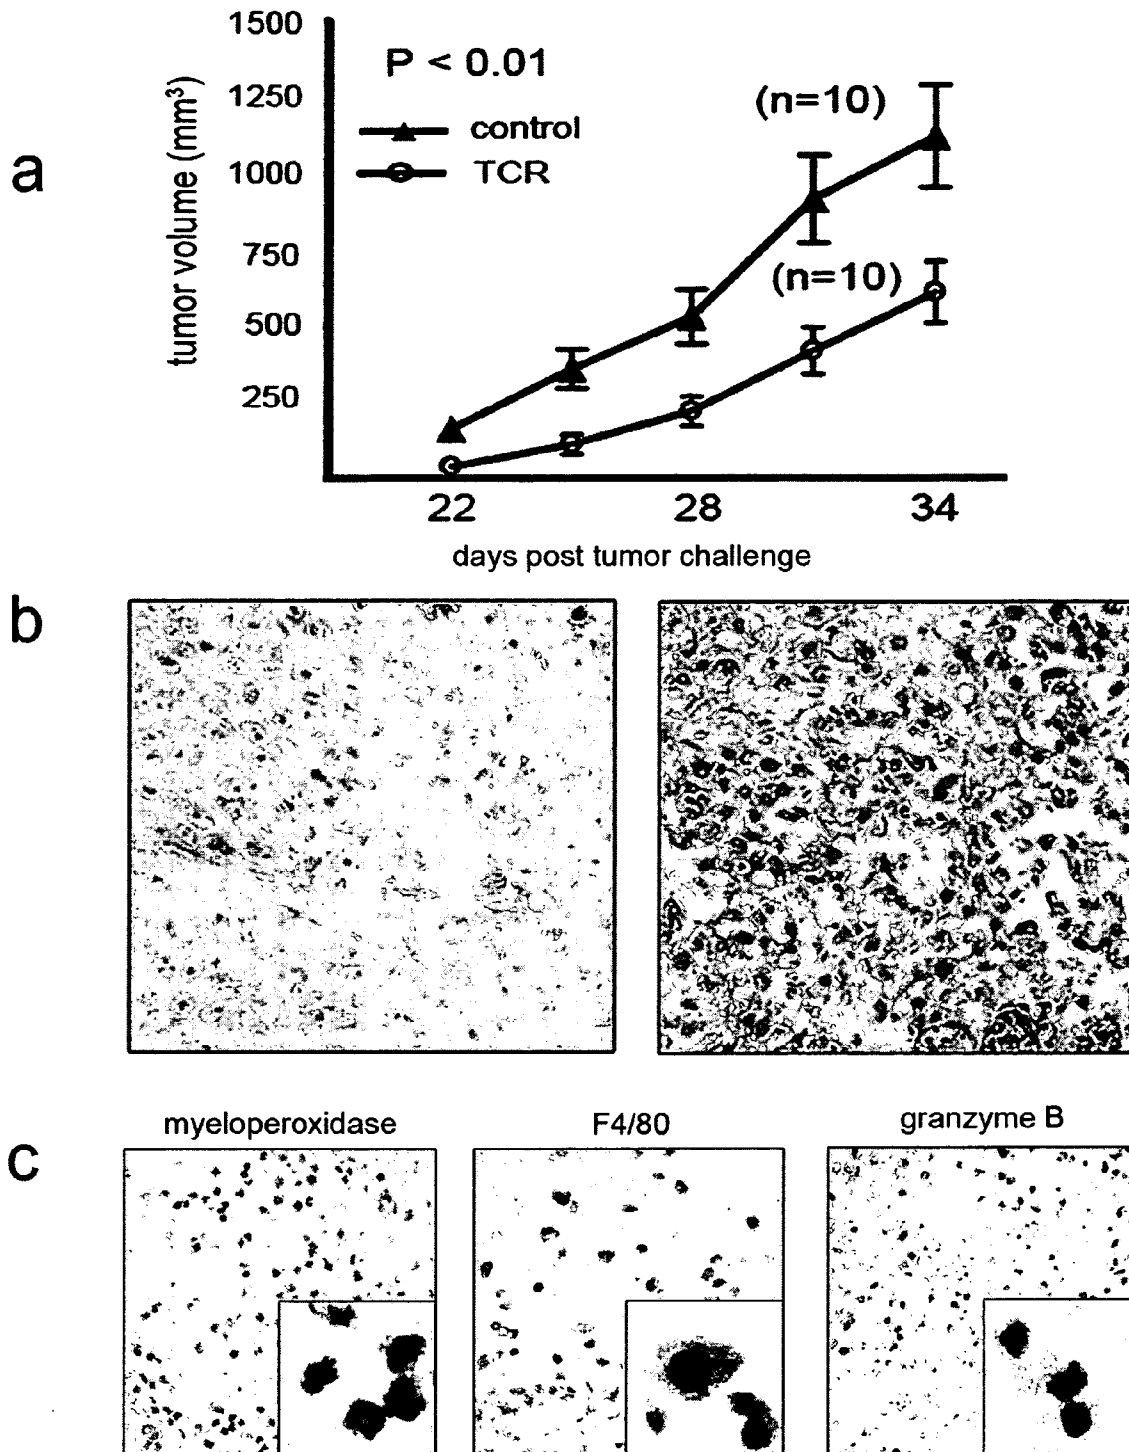 a
1500
1250
1000
750
500
250
tumor volume (mm³)
P < 0.01
control
TCR
(n=10)
(n=10)
22 28 34
days post tumor challenge
b
c
myeloperoxidase F4/80 granzyme B